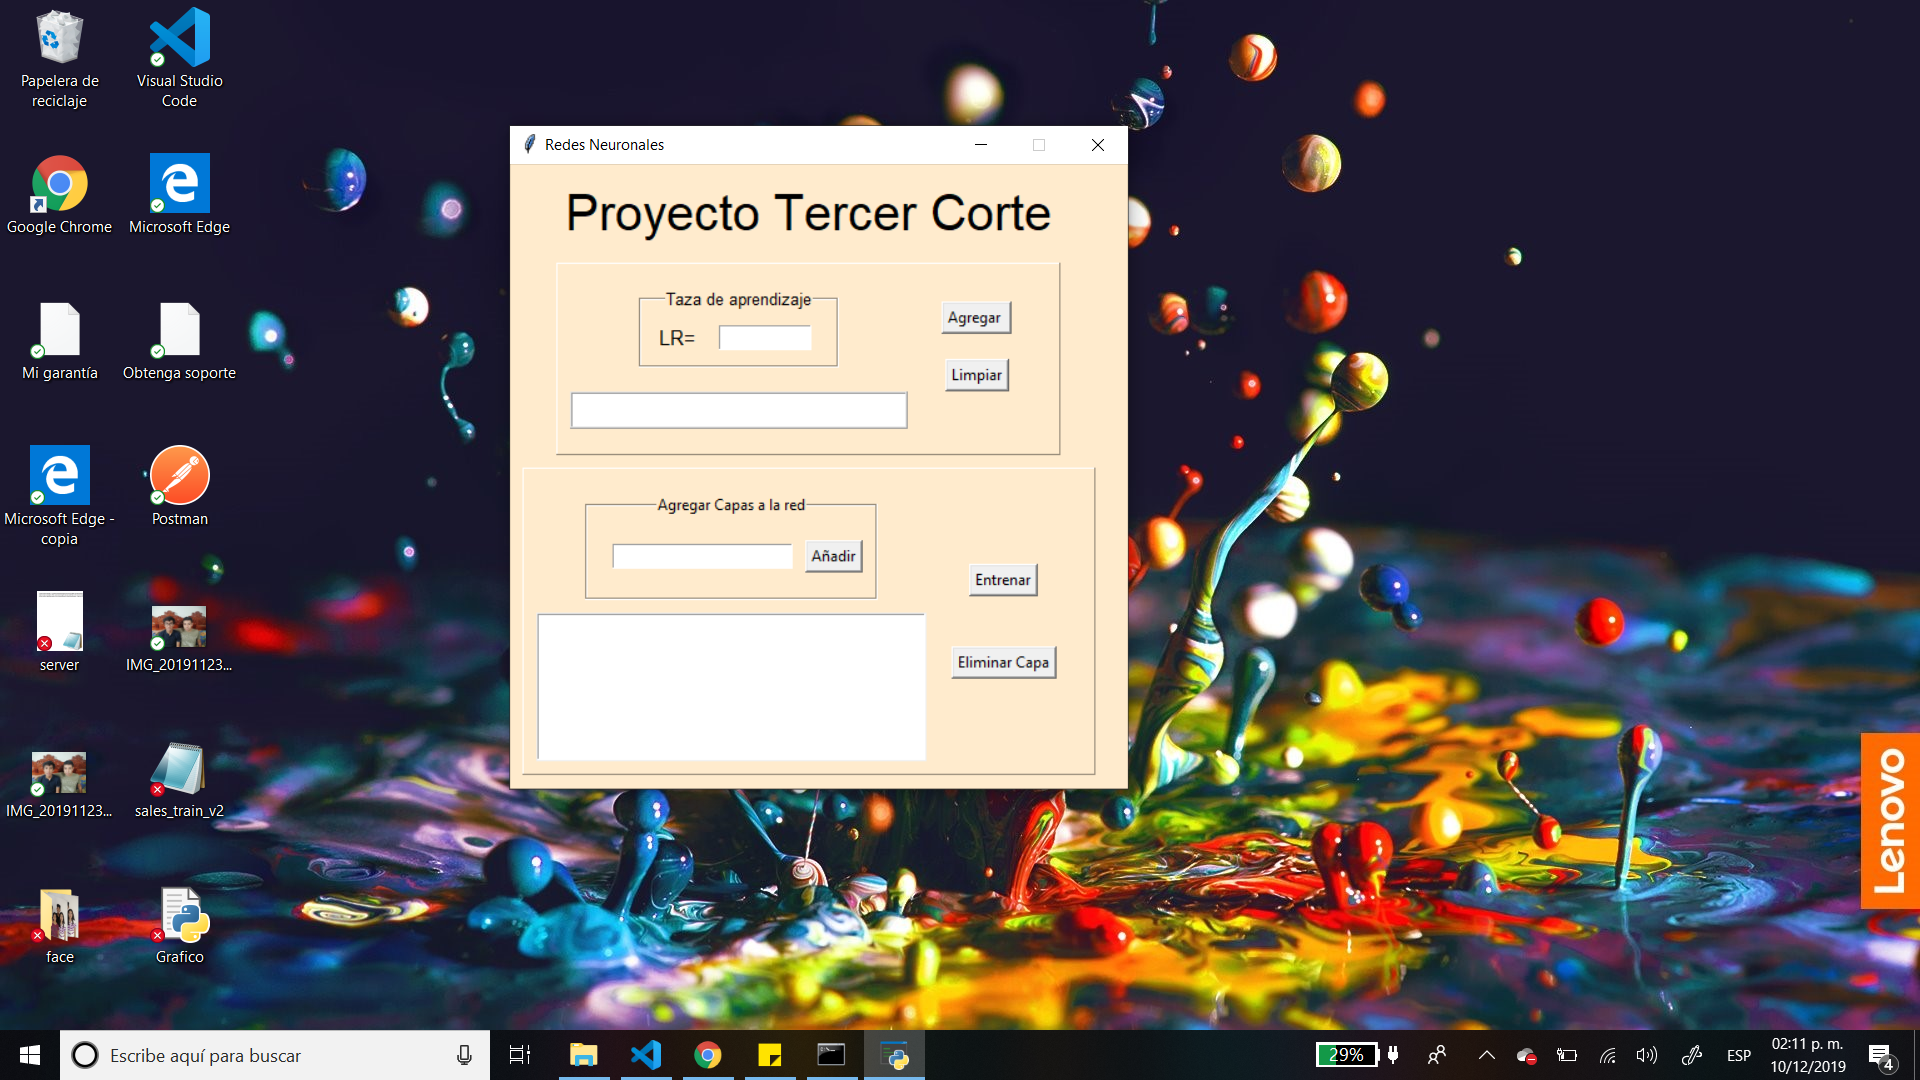 Papelera de
reciclaje
Visual Studio
Code
Google Chrome
Microsoft Edge
Mi garantía
Obtenga soporte
Microsoft Edge -
copia
Postman
server
IMG_20191123...
IMG_20191123...
sales_train_v2
face
Grafico
Redes Neuronales
Proyecto Tercer Corte
Taza de aprendizaje
LR=
Agregar
Limpiar
Agregar Capas a la red
Añadir
Entrenar
Eliminar Capa
Lenovo
Escribe aquí para buscar
29%
ESP
02:11 p. m.
10/12/2019
4